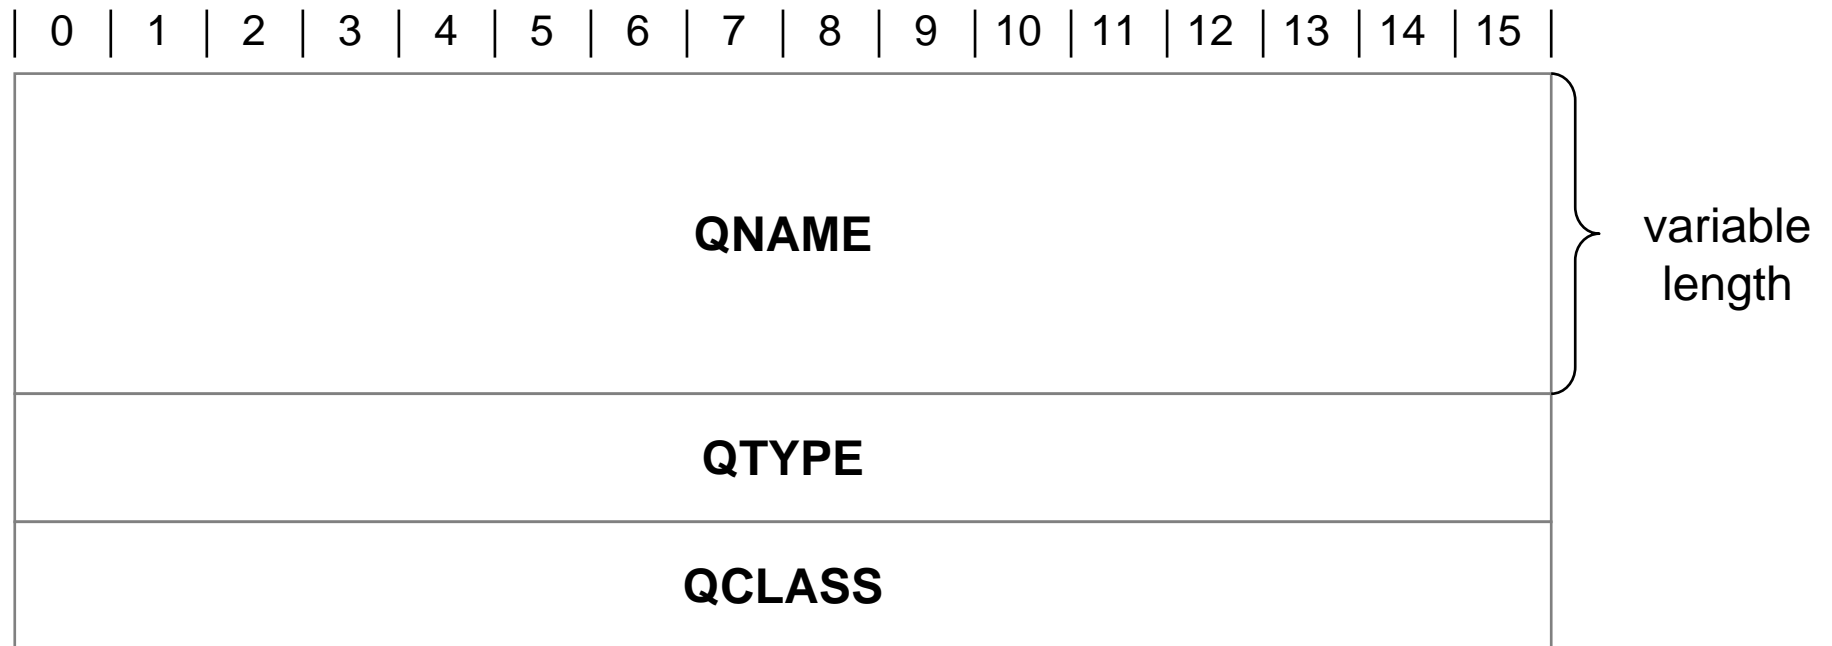 | 0 | 1 | 2 | 3 | 4 | 5 | 6 | 7 | 8 | 9 | 10 | 11 | 12 | 13 | 14 | 15 |
QNAME
variable
length
QTYPE
QCLASS